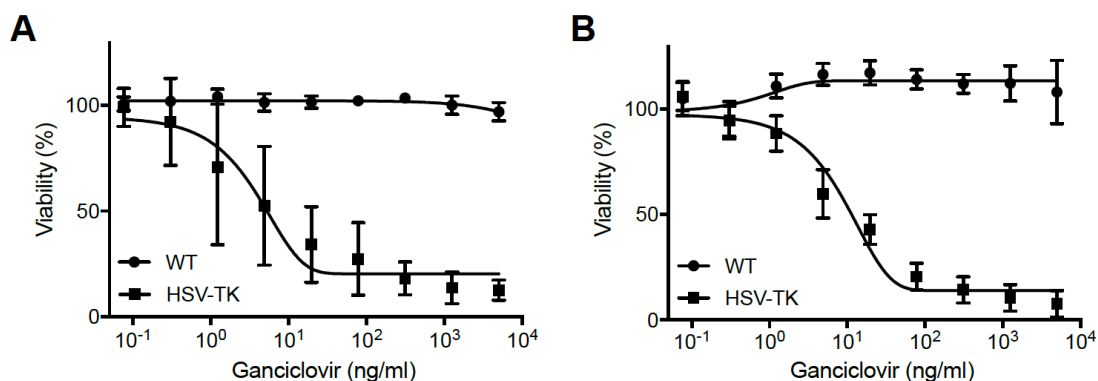 A
Viability (%)
100
50
0
WT
HSV-TK
10⁻¹ 10⁰ 10¹ 10² 10³ 10⁴
Ganciclovir (ng/ml)
B
Viability (%)
100
50
0
WT
HSV-TK
10⁻¹ 10⁰ 10¹ 10² 10³ 10⁴
Ganciclovir (ng/ml)